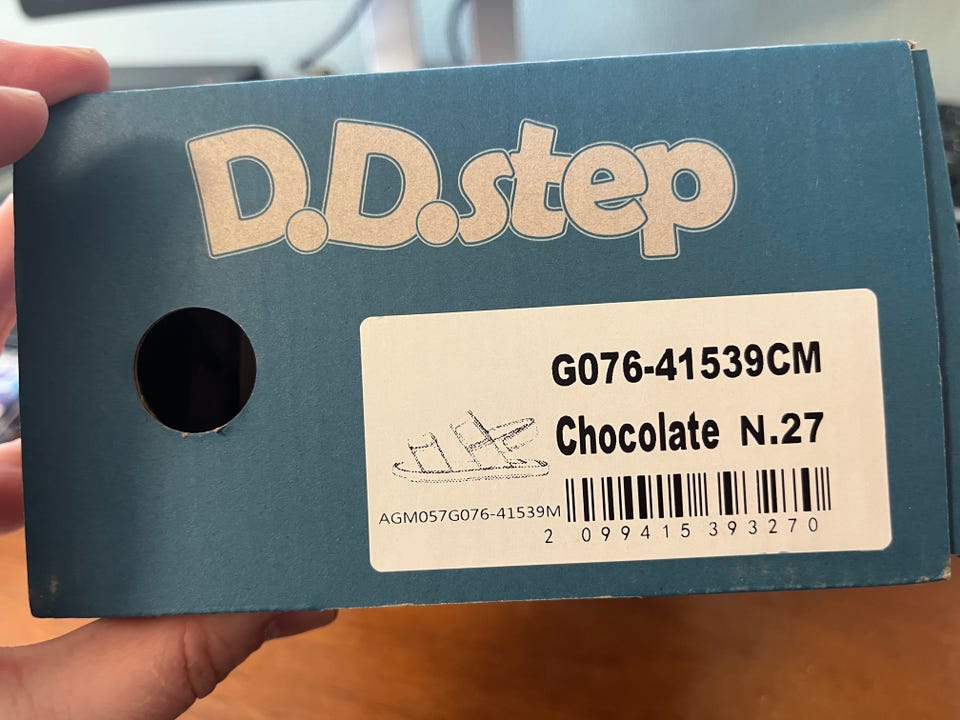 D.D.step
G076-41539CM
Chocolate N.27
AGM057G076-41539M
2 099415 393270